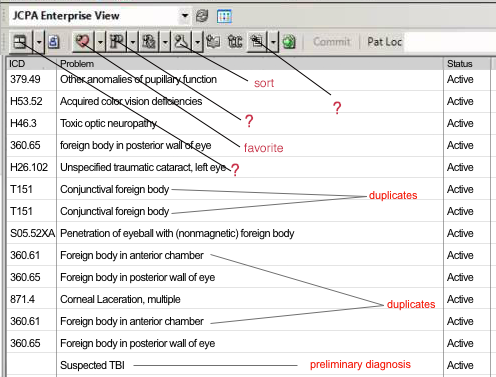 JCPA Enterprise View
Commit Pat Loc
ICD Problem Status
379.49 Other anomalies of pupillary function Active
sort
H53.52 Acquired color vision deficiencies Active
?
H46.3 Toxic optic neuropathy Active
?
360.65 foreign body in posterior wall of eye Active
favorite
H26.102 Unspecified traumatic cataract, left eye Active
?
T151 Conjunctival foreign body Active
duplicates
T151 Conjunctival foreign body Active
S05.52XA Penetration of eyeball with (nonmagnetic) foreign body Active
360.61 Foreign body in anterior chamber Active
360.65 Foreign body in posterior wall of eye Active
871.4 Corneal Laceration, multiple Active
duplicates
360.61 Foreign body in anterior chamber Active
360.65 Foreign body in posterior wall of eye Active
Suspected TBI preliminary diagnosis Active